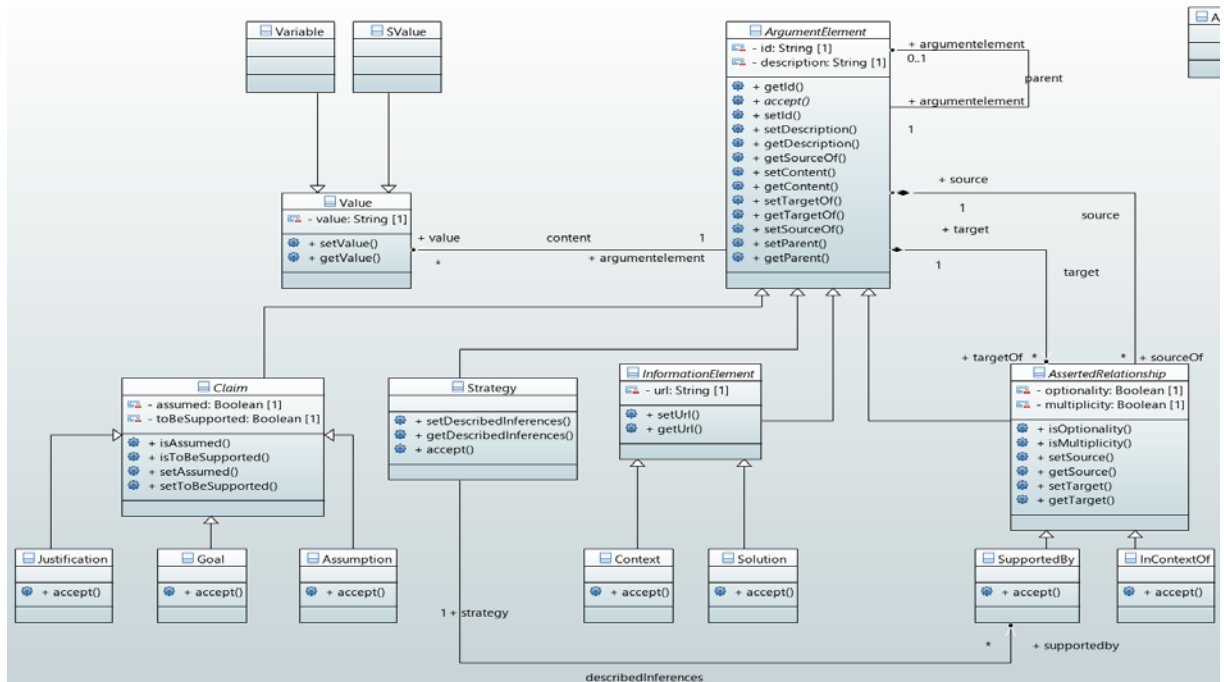 Variable
SValue
ArgumentElement
- id: String [1]
- description: String [1]
+ getId()
+ accept()
+ setId()
+ setDescription()
+ getDescription()
+ getSourceOf()
+ setContent()
+ getContent()
+ setTargetOf()
+ getTargetOf()
+ setSourceOf()
+ setParent()
+ getParent()
+ argumentelement
0..1
parent
+ argumentelement
1
A
+ source
1
source
+ target
1
target
Value
- value: String [1]
+ setValue()
+ getValue()
+ value
content
1
*
+ argumentelement
+ targetOf
*
*
+ sourceOf
Claim
- assumed: Boolean [1]
- toBeSupported: Boolean [1]
+ isAssumed()
+ isToBeSupported()
+ setAssumed()
+ setToBeSupported()
Strategy
+ setDescribedInferences()
+ getDescribedInferences()
+ accept()
InformationElement
- url: String [1]
+ setUrl()
+ getUrl()
AssertedRelationship
- optionality: Boolean [1]
- multiplicity: Boolean [1]
+ isOptionality()
+ isMultiplicity()
+ setSource()
+ getSource()
+ setTarget()
+ getTarget()
Justification
+ accept()
Goal
+ accept()
Assumption
+ accept()
Context
+ accept()
Solution
+ accept()
SupportedBy
+ accept()
InContextOf
+ accept()
1 + strategy
*
+ supportedby
describedInferences